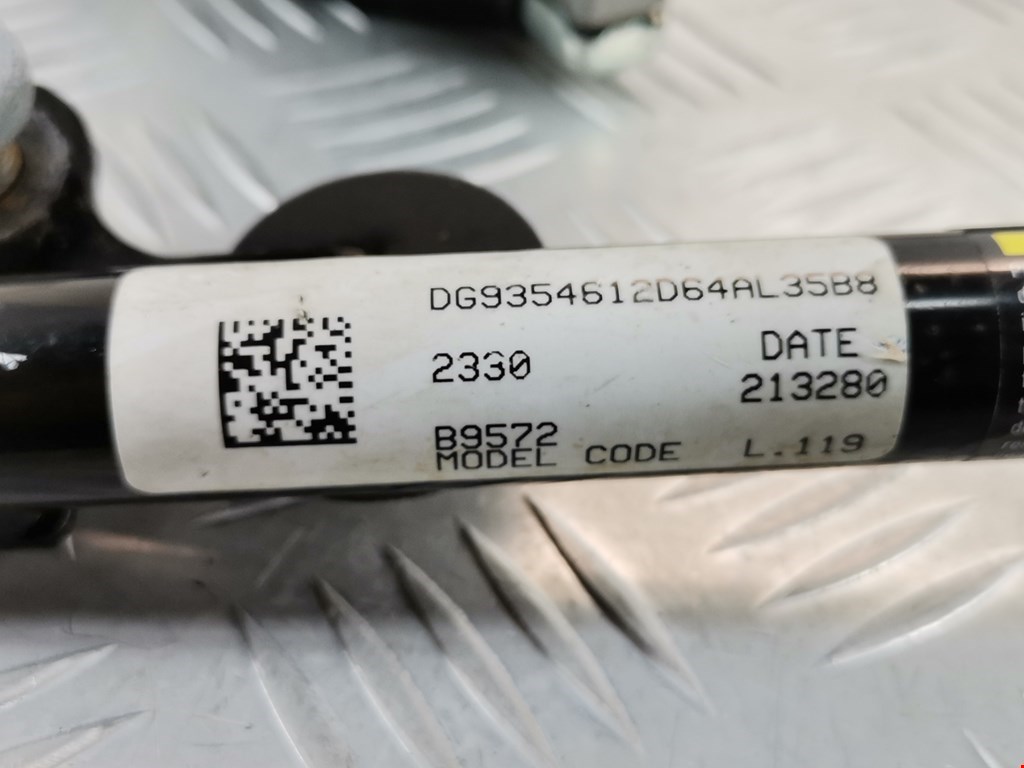 DG9354612D64AL35B8
2330
DATE
213280
B9572
MODEL CODE L.119